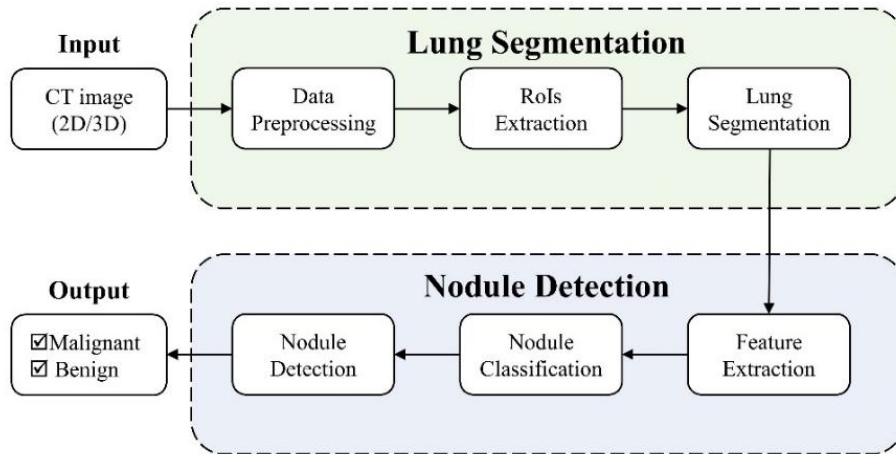 Lung Segmentation
Input
CT image
(2D/3D)
Data
Preprocessing
RoIs
Extraction
Lung
Segmentation
Nodule Detection
Feature
Extraction
Nodule
Classification
Nodule
Detection
Output
☑Malignant
☑ Benign